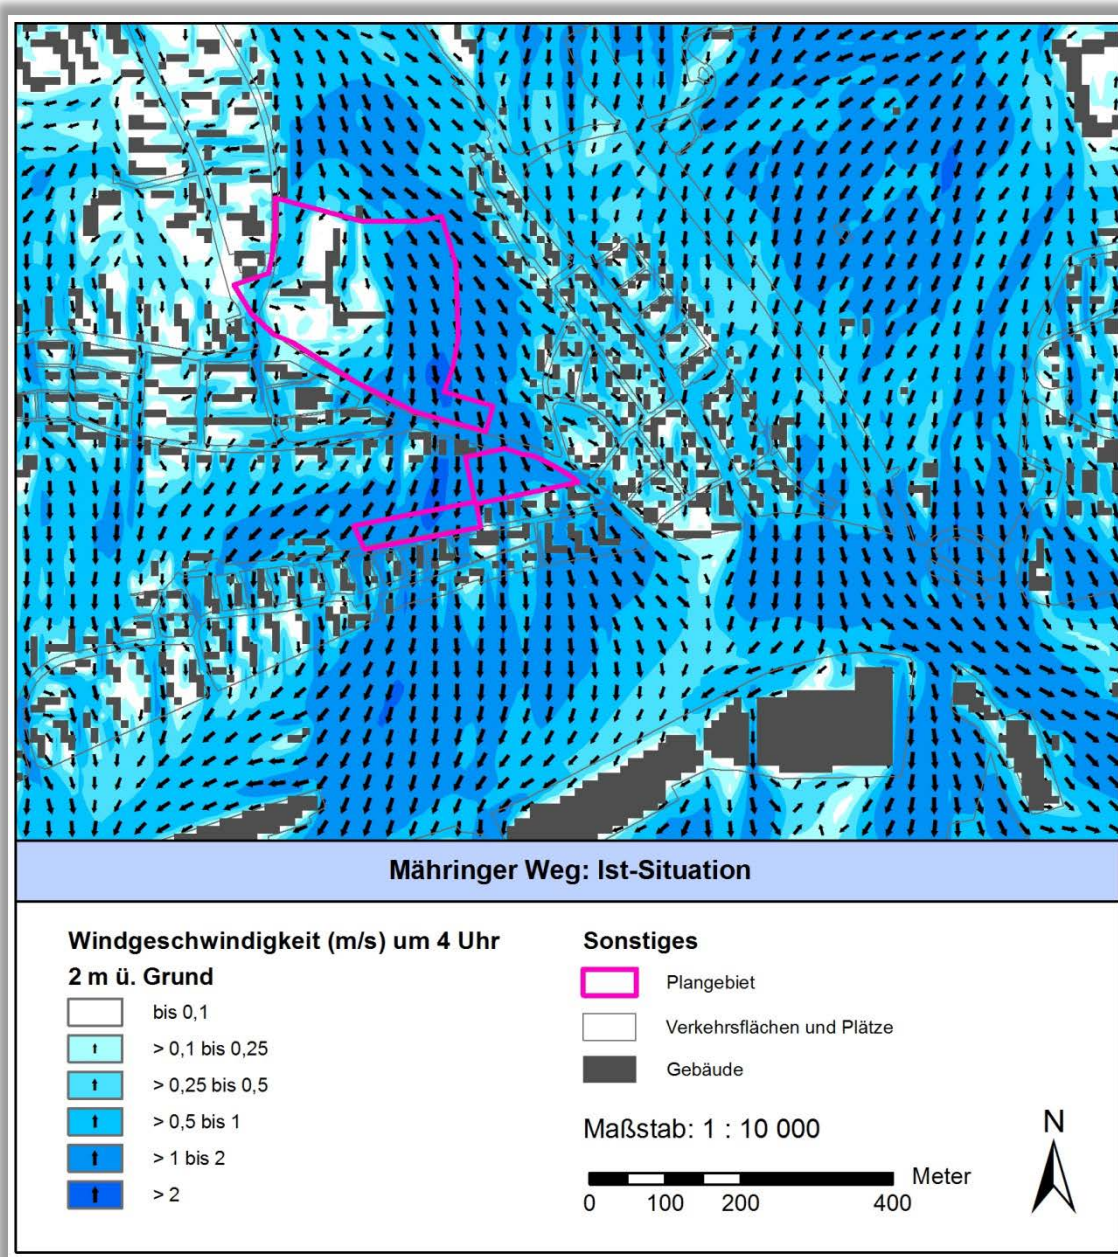 Mähringer Weg: Ist-Situation
Windgeschwindigkeit (m/s) um 4 Uhr
2 m ü. Grund
bis 0,1
> 0,1 bis 0,25
> 0,25 bis 0,5
> 0,5 bis 1
> 1 bis 2
> 2
Sonstiges
Plangebiet
Verkehrsflächen und Plätze
Gebäude
Maßstab: 1 : 10 000
Meter
0 100 200 400
N